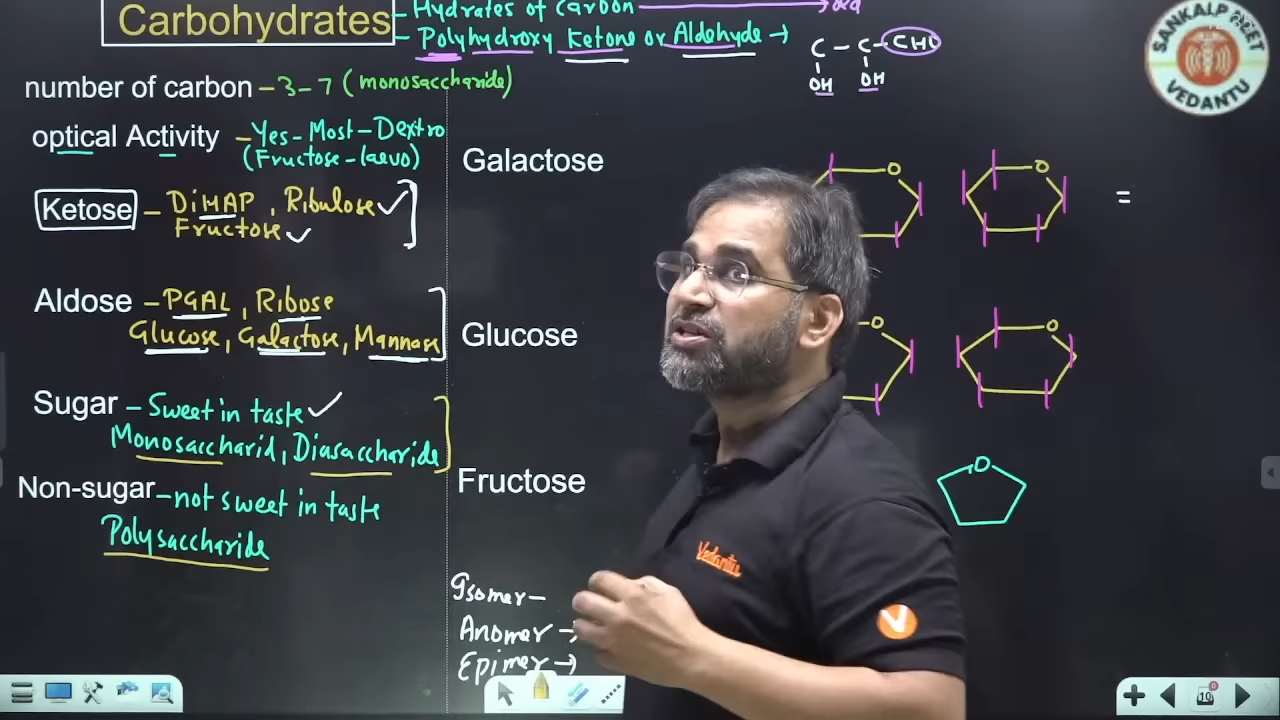 Carbohydrates
- Hydrates of carbon
- Polyhydroxy Ketone or Aldehyde →
C - C - CHO
OH OH
number of carbon - 3-7 (monosaccharide)
optical Activity - Yes - Most - Dextro
(Fructose - laevo)
Ketose - DiHAP, Ribulose
Fructose
Aldose - PGAL, Ribose
Glucose, Galactose, Mannose
Sugar - Sweet in taste
Monosaccharid, Diasaccharide
Non-sugar - not sweet in taste
Polysaccharide
Galactose
O O =
Glucose
O O
Fructose
O
Isomer -
Anomer →
Epimer →
SANKALP NEET
VEDANTU
Vedantu
V
10